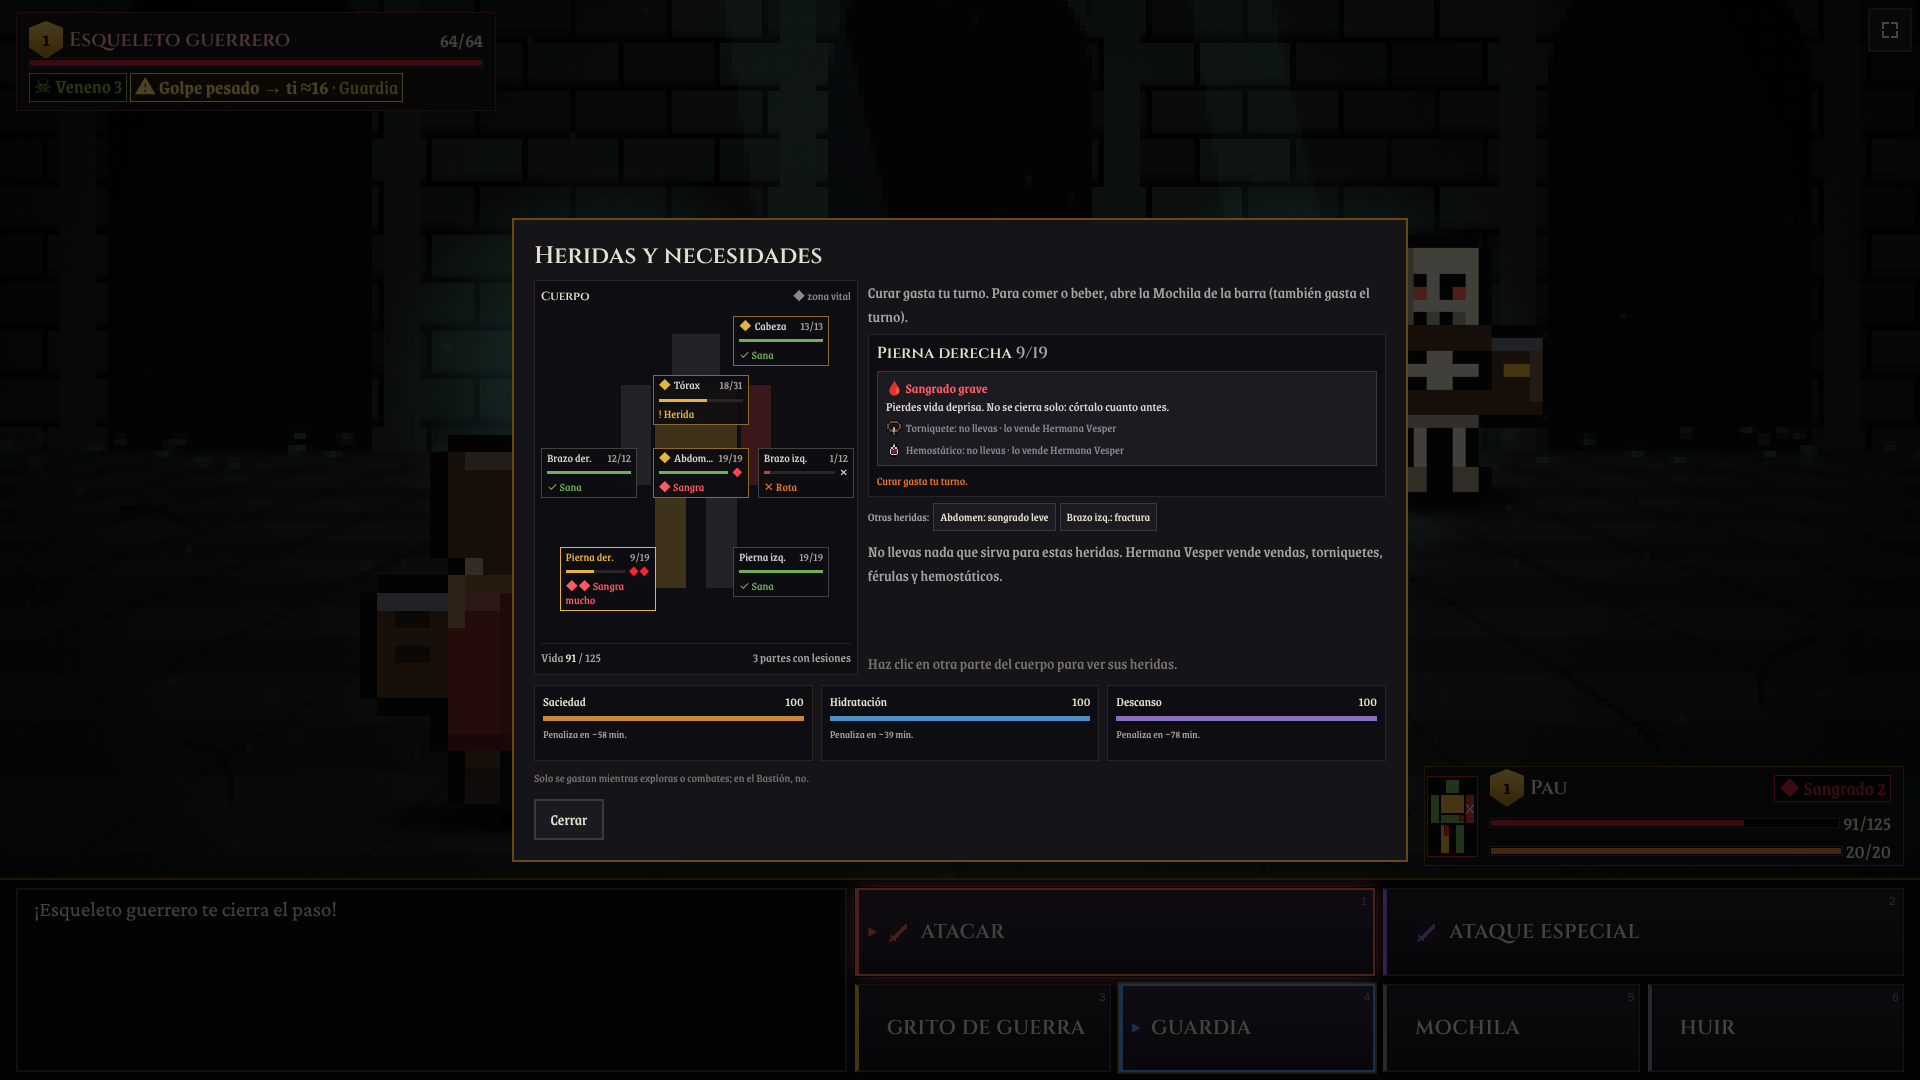 1 Esqueleto guerrero 64/64
Veneno 3 Golpe pesado → ti ≈16 · Guardia
Heridas y necesidades
Cuerpo zona vital
Cabeza 13/13
Sana
Tórax 18/31
! Herida
Brazo der. 12/12
Sana
Abdom... 19/19
Sangra
Brazo izq. 1/12
Rota
Pierna der. 9/19
Sangra
mucho
Pierna izq. 19/19
Sana
Vida 91 / 125 3 partes con lesiones
Curar gasta tu turno. Para comer o beber, abre la Mochila de la barra (también gasta el
turno).
Pierna derecha 9/19
Sangrado grave
Pierdes vida deprisa. No se cierra solo: córtalo cuanto antes.
Torniquete: no llevas · lo vende Hermana Vesper
Hemostático: no llevas · lo vende Hermana Vesper
Curar gasta tu turno.
Otras heridas: Abdomen: sangrado leve Brazo izq.: fractura
No llevas nada que sirva para estas heridas. Hermana Vesper vende vendas, torniquetes,
férulas y hemostáticos.
Haz clic en otra parte del cuerpo para ver sus heridas.
Saciedad 100
Penaliza en ~58 min.
Hidratación 100
Penaliza en ~39 min.
Descanso 100
Penaliza en ~78 min.
Solo se gastan mientras exploras o combates; en el Bastión, no.
Cerrar
1 Pau Sangrado 2
91/125
20/20
¡Esqueleto guerrero te cierra el paso!
ATACAR 1
ATAQUE ESPECIAL 2
GRITO DE GUERRA 3
GUARDIA 4
MOCHILA 5
HUIR 6